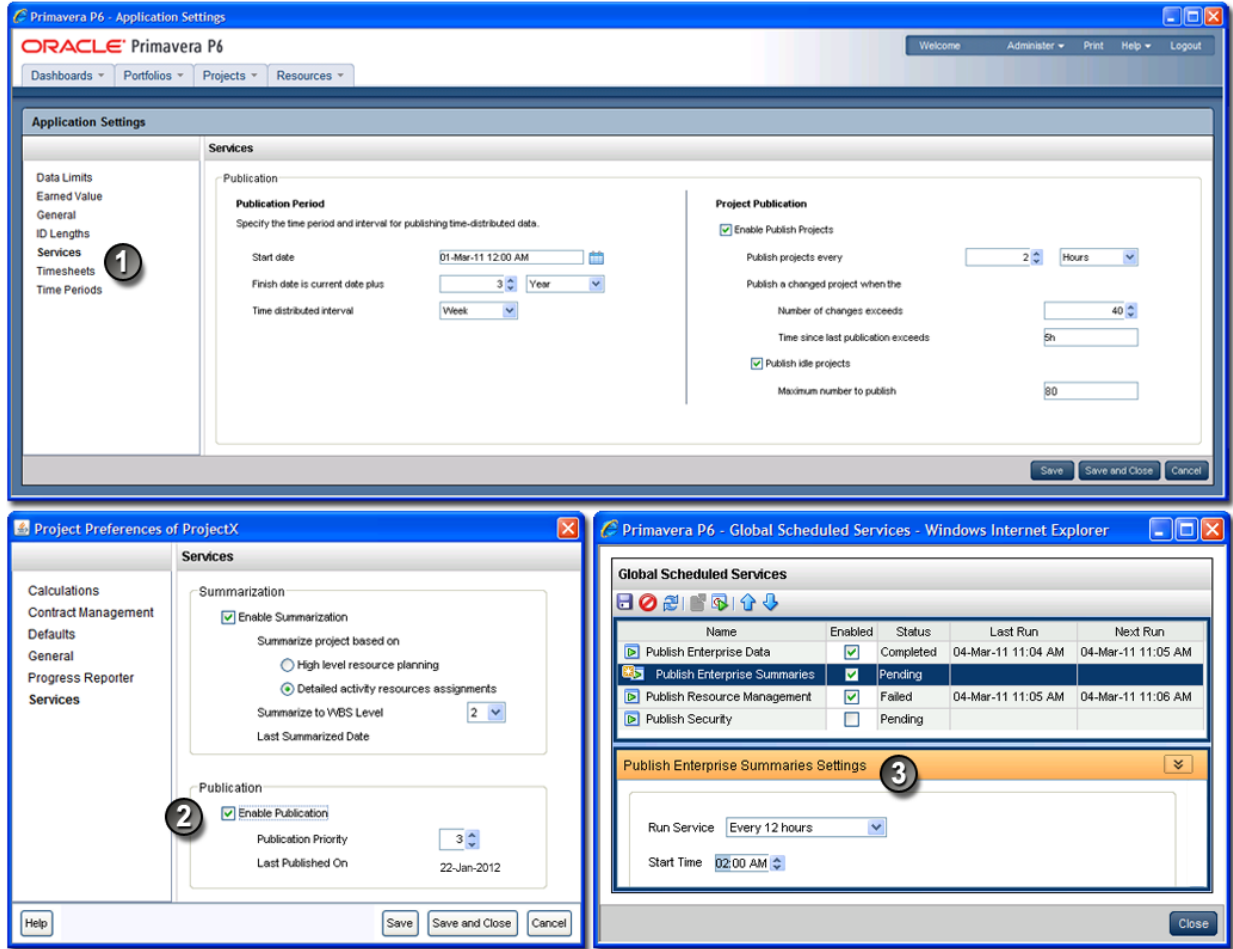 Primavera P6 - Application Settings
ORACLE Primavera P6
Welcome Administer Print Help Logout
Dashboards Portfolios Projects Resources
Application Settings
Services
Data Limits
Earned Value
General
ID Lengths
Services
Timesheets
Time Periods
1
Publication
Publication Period
Specify the time period and interval for publishing time-distributed data.
Start date 01-Mar-11 12:00 AM
Finish date is current date plus 3 Year
Time distributed interval Week
Project Publication
Enable Publish Projects
Publish projects every 2 Hours
Publish a changed project when the
Number of changes exceeds 40
Time since last publication exceeds 5h
Publish idle projects
Maximum number to publish 80
Save Save and Close Cancel
Project Preferences of ProjectX
Services
Calculations
Contract Management
Defaults
General
Progress Reporter
Services
Summarization
Enable Summarization
Summarize project based on
High level resource planning
Detailed activity resources assignments
Summarize to WBS Level 2
Last Summarized Date
Publication
2
Enable Publication
Publication Priority 3
Last Published On 22-Jan-2012
Help Save Save and Close Cancel
Primavera P6 - Global Scheduled Services - Windows Internet Explorer
Global Scheduled Services
Name Enabled Status Last Run Next Run
Publish Enterprise Data Completed 04-Mar-11 11:04 AM 04-Mar-11 11:05 AM
Publish Enterprise Summaries Pending
Publish Resource Management Failed 04-Mar-11 11:05 AM 04-Mar-11 11:06 AM
Publish Security Pending
Publish Enterprise Summaries Settings
3
Run Service Every 12 hours
Start Time 02:00 AM
Close